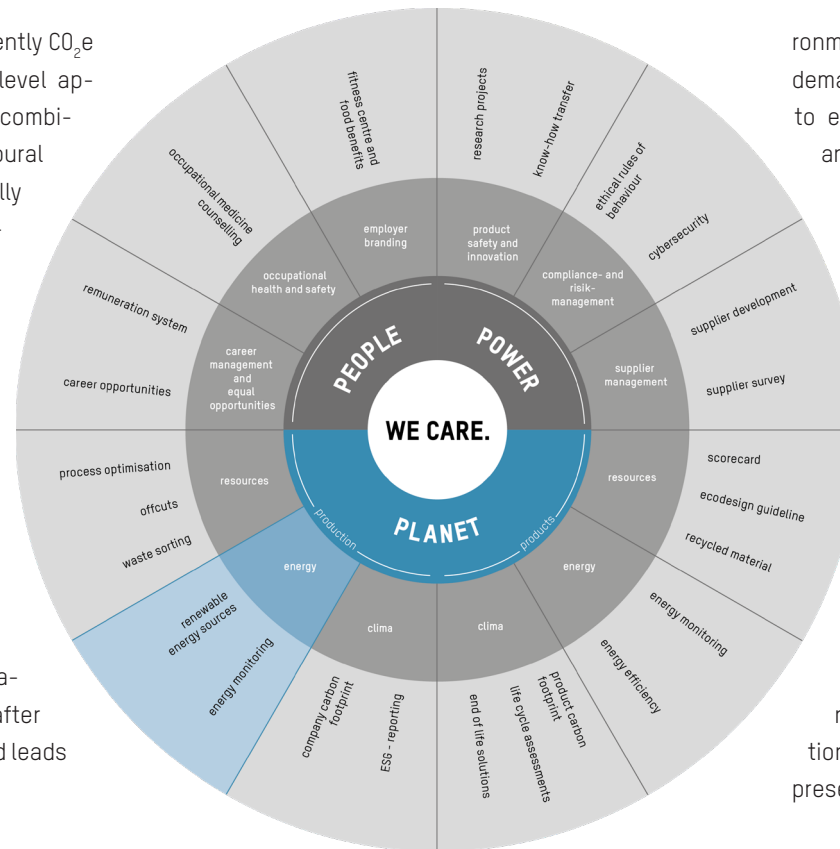 ently CO₂e
level ap-
combi-
oural
lly
ronm
dema
to e
an
fitness centre and
food benefits
research projects
know-how transfer
occupational medicine
counselling
ethical rules of
behaviour
cybersecurity
employer
branding
product
safety and
innovation
occupational
health and safety
compliance- and
risik-
management
remuneration system
career opportunities
career
management
and
equal
opportunities
supplier
management
supplier development
supplier survey
PEOPLE
POWER
WE CARE.
PLANET
production
products
process optimisation
offcuts
waste sorting
resources
resources
scorecard
ecodesign guideline
recycled material
energy
energy
renewable
energy sources
energy monitoring
clima
clima
energy monitoring
energy efficiency
company carbon
footprint
ESG - reporting
end of life solutions
life cycle assessments
product carbon
footprint
a-
after
d leads
tion
prese